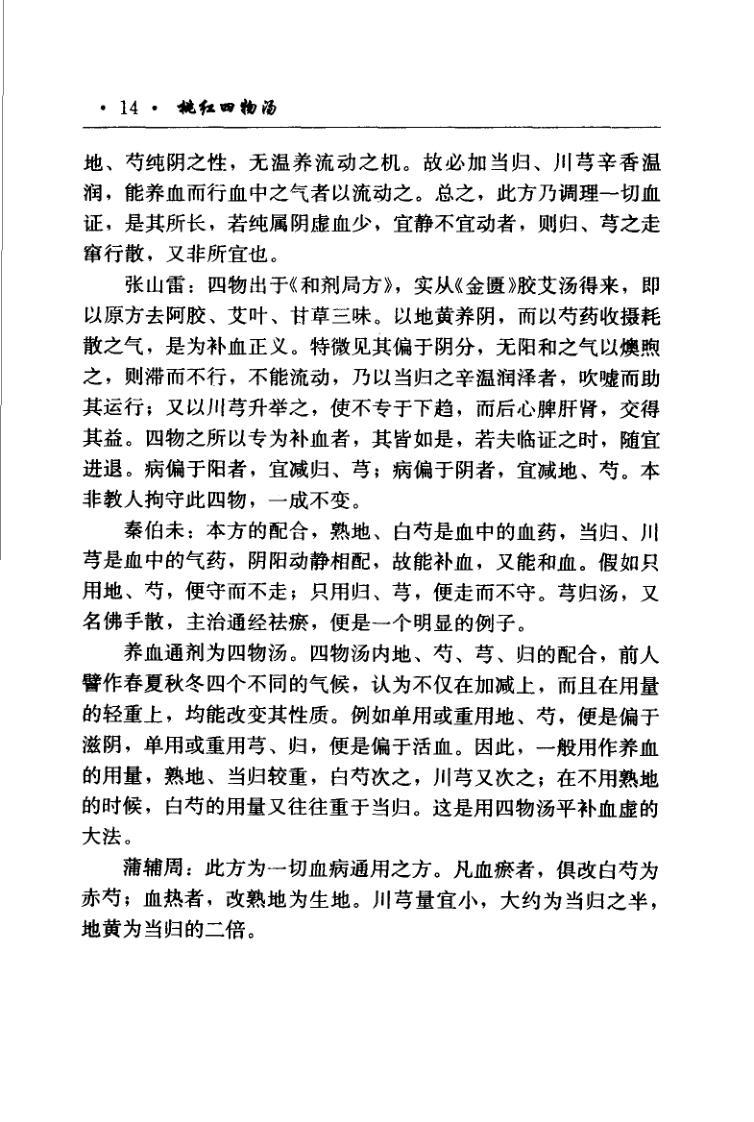 · 14 · 桃红四物汤
地、芍纯阴之性，无温养流动之机。故必加当归、川芎辛香温
润，能养血而行血中之气者以流动之。总之，此方乃调理一切血
证，是其所长，若纯属阴虚血少，宜静不宜动者，则归、芎之走
窜行散，又非所宜也。
张山雷：四物出于《和剂局方》，实从《金匮》胶艾汤得来，即
以原方去阿胶、艾叶、甘草三味。以地黄养阴，而以芍药收摄耗
散之气，是为补血正义。特微见其偏于阴分，无阳和之气以燠煦
之，则滞而不行，不能流动，乃以当归之辛温润泽者，吹嘘而助
其运行；又以川芎升举之，使不专于下趋，而后心脾肝肾，交得
其益。四物之所以专为补血者，其皆如是，若夫临证之时，随宜
进退。病偏于阳者，宜减归、芎；病偏于阴者，宜减地、芍。本
非教人拘守此四物，一成不变。
秦伯未：本方的配合，熟地、白芍是血中的血药，当归、川
芎是血中的气药，阴阳动静相配，故能补血，又能和血。假如只
用地、芍，便守而不走；只用归、芎，便走而不守。芎归汤，又
名佛手散，主治通经祛瘀，便是一个明显的例子。
养血通剂为四物汤。四物汤内地、芍、芎、归的配合，前人
譬作春夏秋冬四个不同的气候，认为不仅在加减上，而且在用量
的轻重上，均能改变其性质。例如单用或重用地、芍，便是偏于
滋阴，单用或重用芎、归，便是偏于活血。因此，一般用作养血
的用量，熟地、当归较重，白芍次之，川芎又次之；在不用熟地
的时候，白芍的用量又往往重于当归。这是用四物汤平补血虚的
大法。
蒲辅周：此方为一切血病通用之方。凡血瘀者，俱改白芍为
赤芍；血热者，改熟地为生地。川芎量宜小，大约为当归之半，
地黄为当归的二倍。